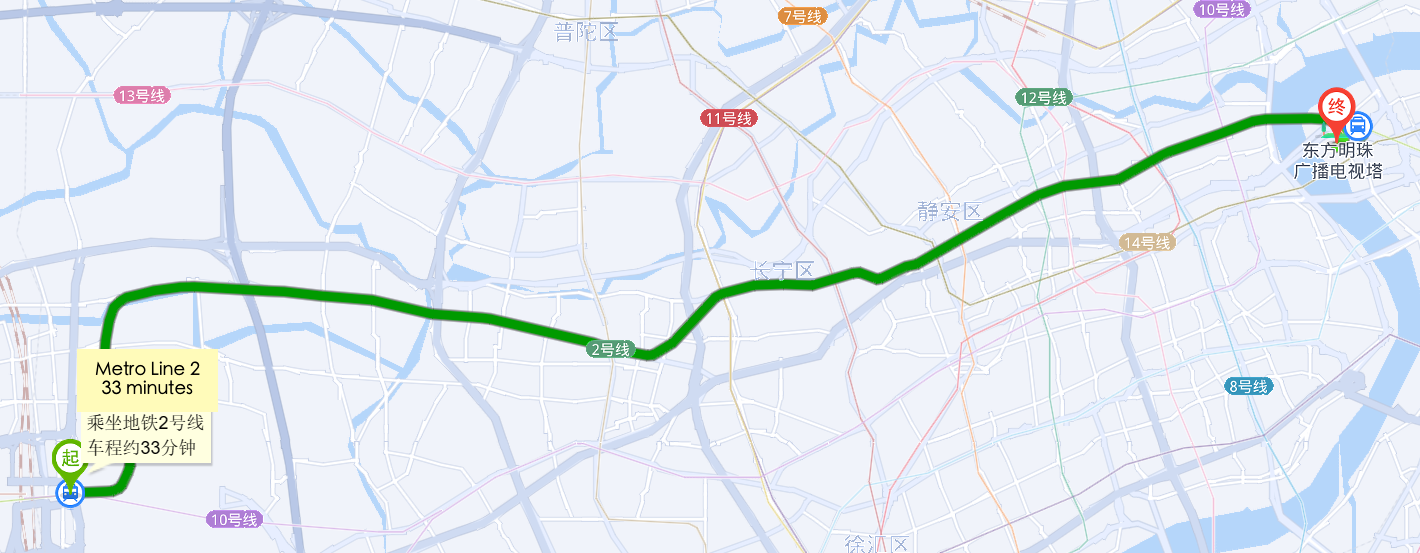 7号线
10号线
普陀区
13号线
12号线
11号线
终
东方明珠
广播电视塔
静安区
14号线
长宁区
2号线
Metro Line 2
33 minutes
8号线
乘坐地铁2号线
车程约33分钟
起
10号线
徐汇区